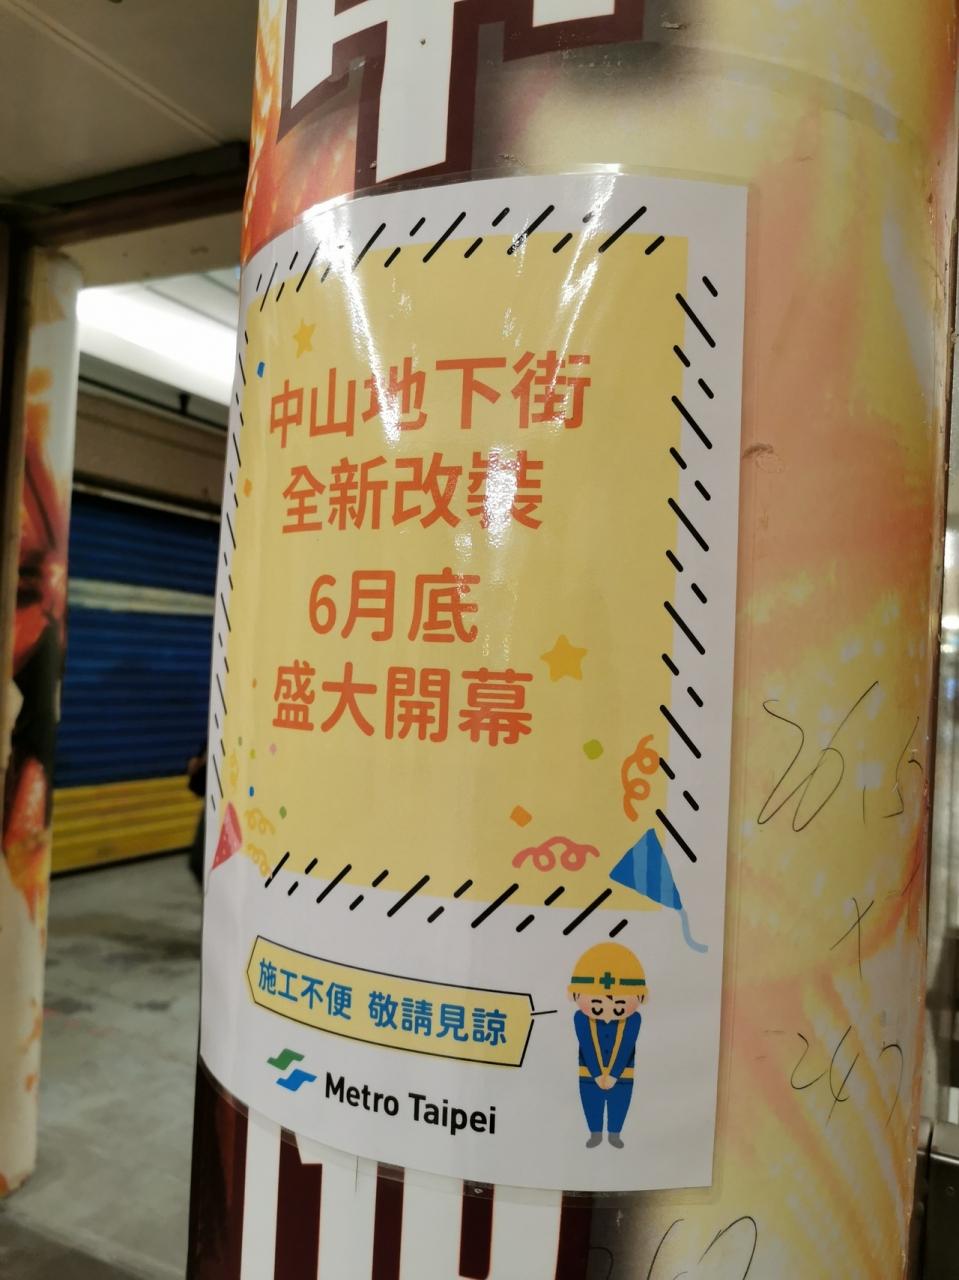 中山地下街
全新改裝
6月底
盛大開幕
施工不便 敬請見諒
Metro Taipei